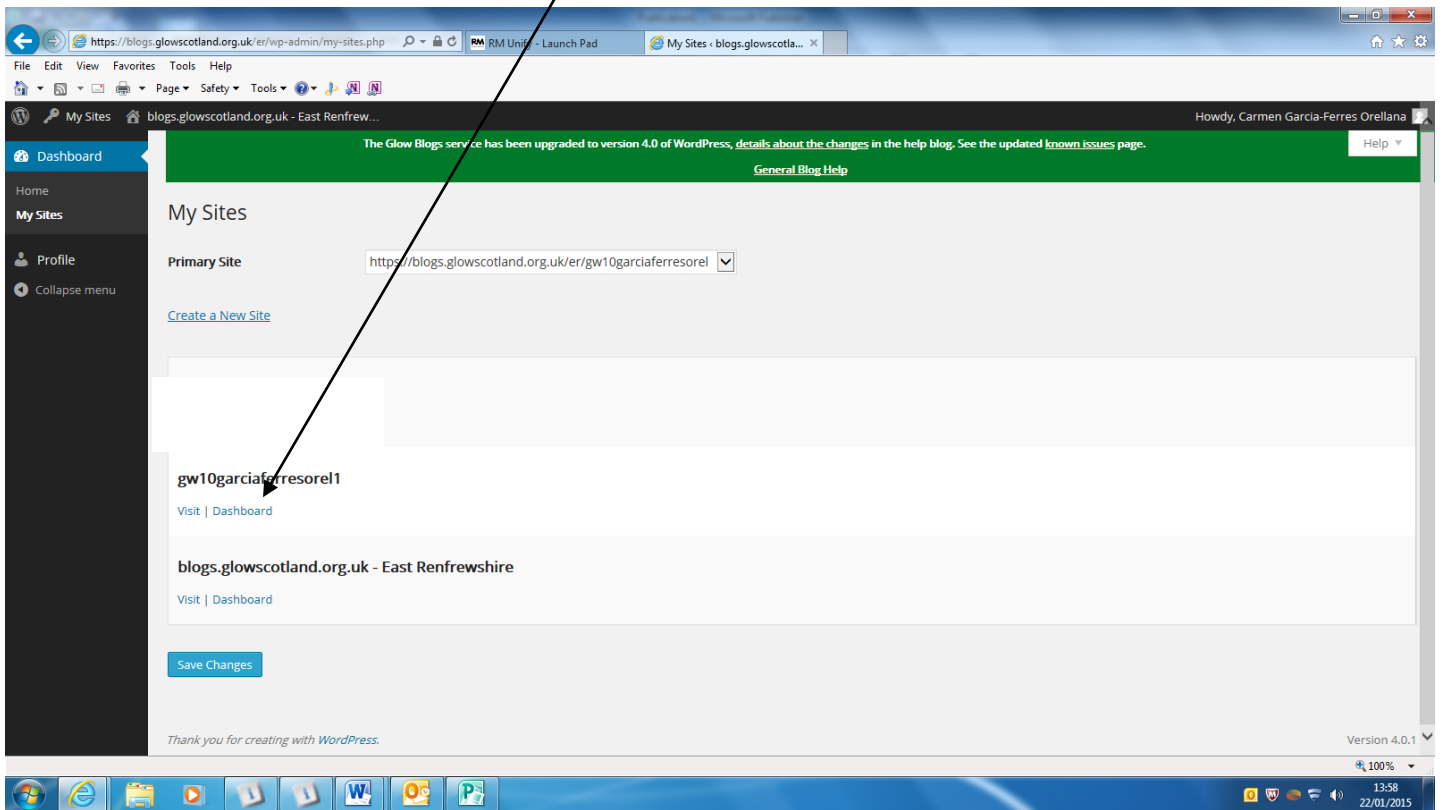 https://blogs.glowscotland.org.uk/er/wp-admin/my-sites.php
RM RM Unify - Launch Pad
My Sites ‹ blogs.glowscotla...
File Edit View Favorites Tools Help
Page Safety Tools
My Sites blogs.glowscotland.org.uk - East Renfrew…
Howdy, Carmen Garcia-Ferres Orellana
Dashboard
The Glow Blogs service has been upgraded to version 4.0 of WordPress, details about the changes in the help blog. See the updated known issues page.
Help
General Blog Help
Home
My Sites
My Sites
Profile
Primary Site
https://blogs.glowscotland.org.uk/er/gw10garciaferresorel
Collapse menu
Create a New Site
gw10garciaferresorel1
Visit | Dashboard
blogs.glowscotland.org.uk - East Renfrewshire
Visit | Dashboard
Save Changes
Thank you for creating with WordPress.
Version 4.0.1
100%
13:58
22/01/2015